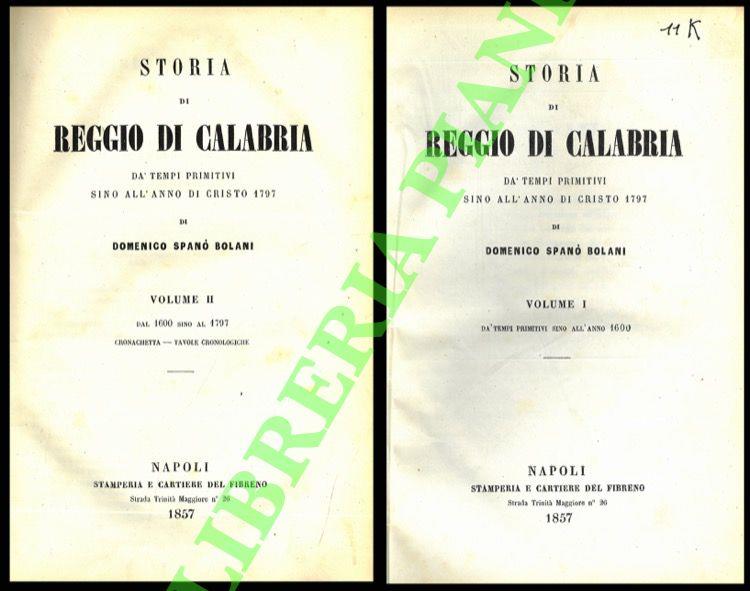 STORIA
DI
REGGIO DI CALABRIA
DA' TEMPI PRIMITIVI
SINO ALL'ANNO DI CRISTO 1797
DI
DOMENICO SPANÒ BOLANI
VOLUME II
DAL 1600 SINO AL 1797
CRONACHETTA — TAVOLE CRONOLOGICHE
NAPOLI
STAMPERIA E CARTIERE DEL FIBRENO
Strada Trinità Maggiore n° 26
1857
11 K
STORIA
DI
REGGIO DI CALABRIA
DA' TEMPI PRIMITIVI
SINO ALL'ANNO DI CRISTO 1797
DI
DOMENICO SPANÒ BOLANI
VOLUME I
DA' TEMPI PRIMITIVI SINO ALL'ANNO 1600
NAPOLI
STAMPERIA E CARTIERE DEL FIBRENO
Strada Trinità Maggiore n° 26
1857
LIBRERIA PIANI